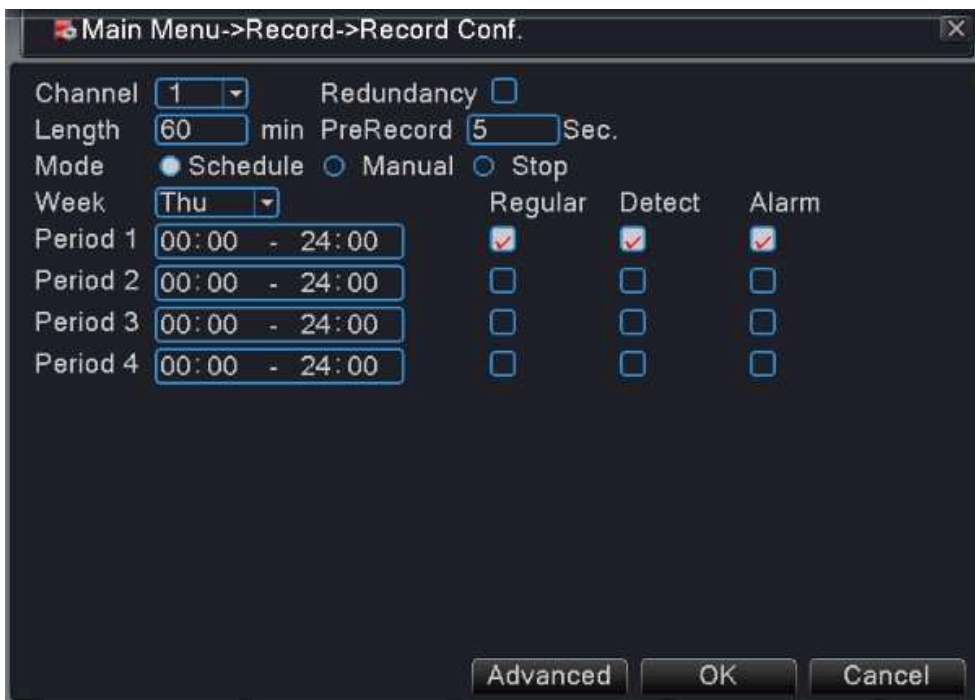 Main Menu->Record->Record Conf.
Channel 1 Redundancy
Length 60 min PreRecord 5 Sec.
Mode Schedule Manual Stop
Week Thu Regular Detect Alarm
Period 1 00:00 - 24:00
Period 2 00:00 - 24:00
Period 3 00:00 - 24:00
Period 4 00:00 - 24:00
Advanced OK Cancel